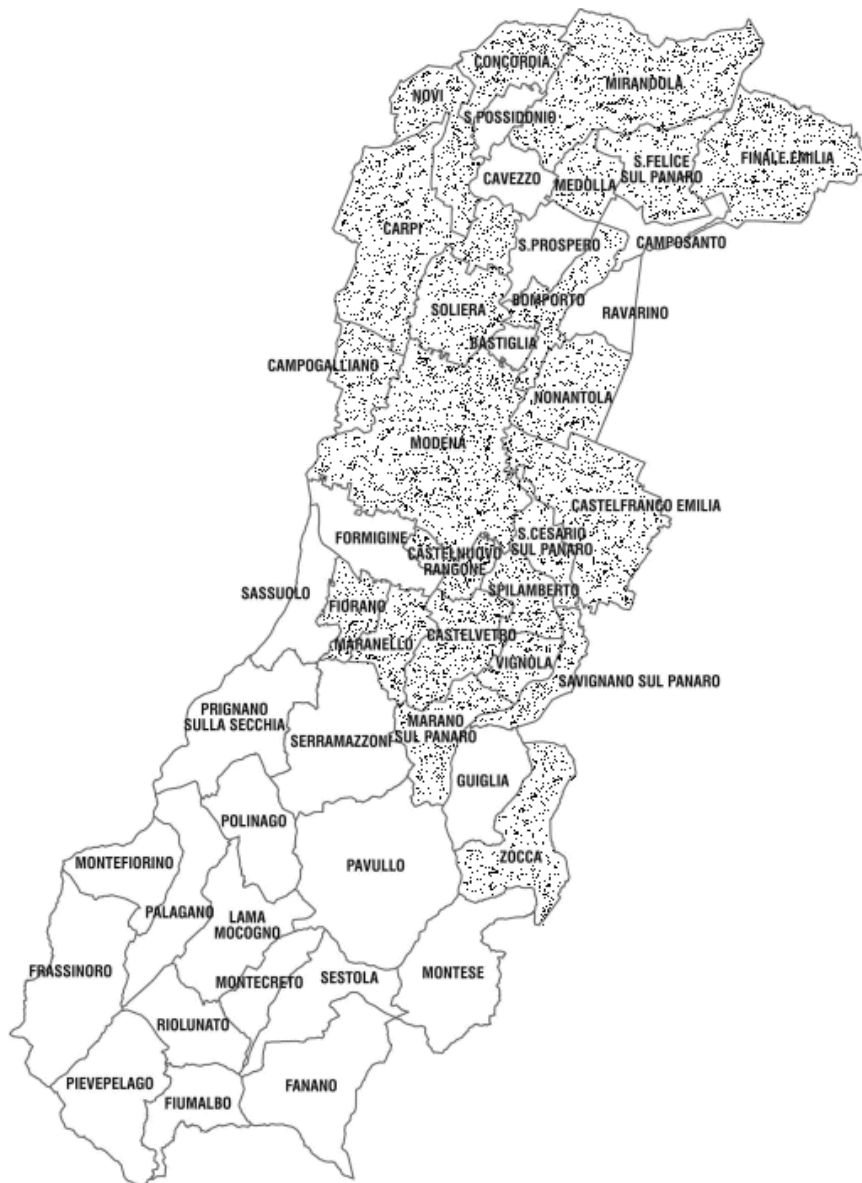 CONCORDIA
MIRANDOLA
NOVI
S.POSSIDONIO
S.FELICE
SUL PANARO
FINALE EMILIA
CAVEZZO
MEDOLLA
CARPI
S.PROSPERO
CAMPOSANTO
BOMPORTO
SOLIERA
RAVARINO
BASTIGLIA
CAMPOGALLIANO
NONANTOLA
MODENA
CASTELFRANCO EMILIA
FORMIGINE
S.CESARIO
SUL PANARO
CASTELNUOVO
RANGONE
SASSUOLO
SPILAMBERTO
FIORANO
MARANELLO
CASTELVETRO
VIGNOLA
SAVIGNANO SUL PANARO
PRIGNANO
SULLA SECCHIA
MARANO
SUL PANARO
SERRAMAZZONI
GUIGLIA
POLINAGO
ZOCCA
MONTEFIORINO
PAVULLO
PALAGANO
LAMA
MOCOGNO
FRASSINORO
MONTECRETO
SESTOLA
MONTESE
RIOLUNATO
PIEVEPELAGO
FIUMALBO
FANANO